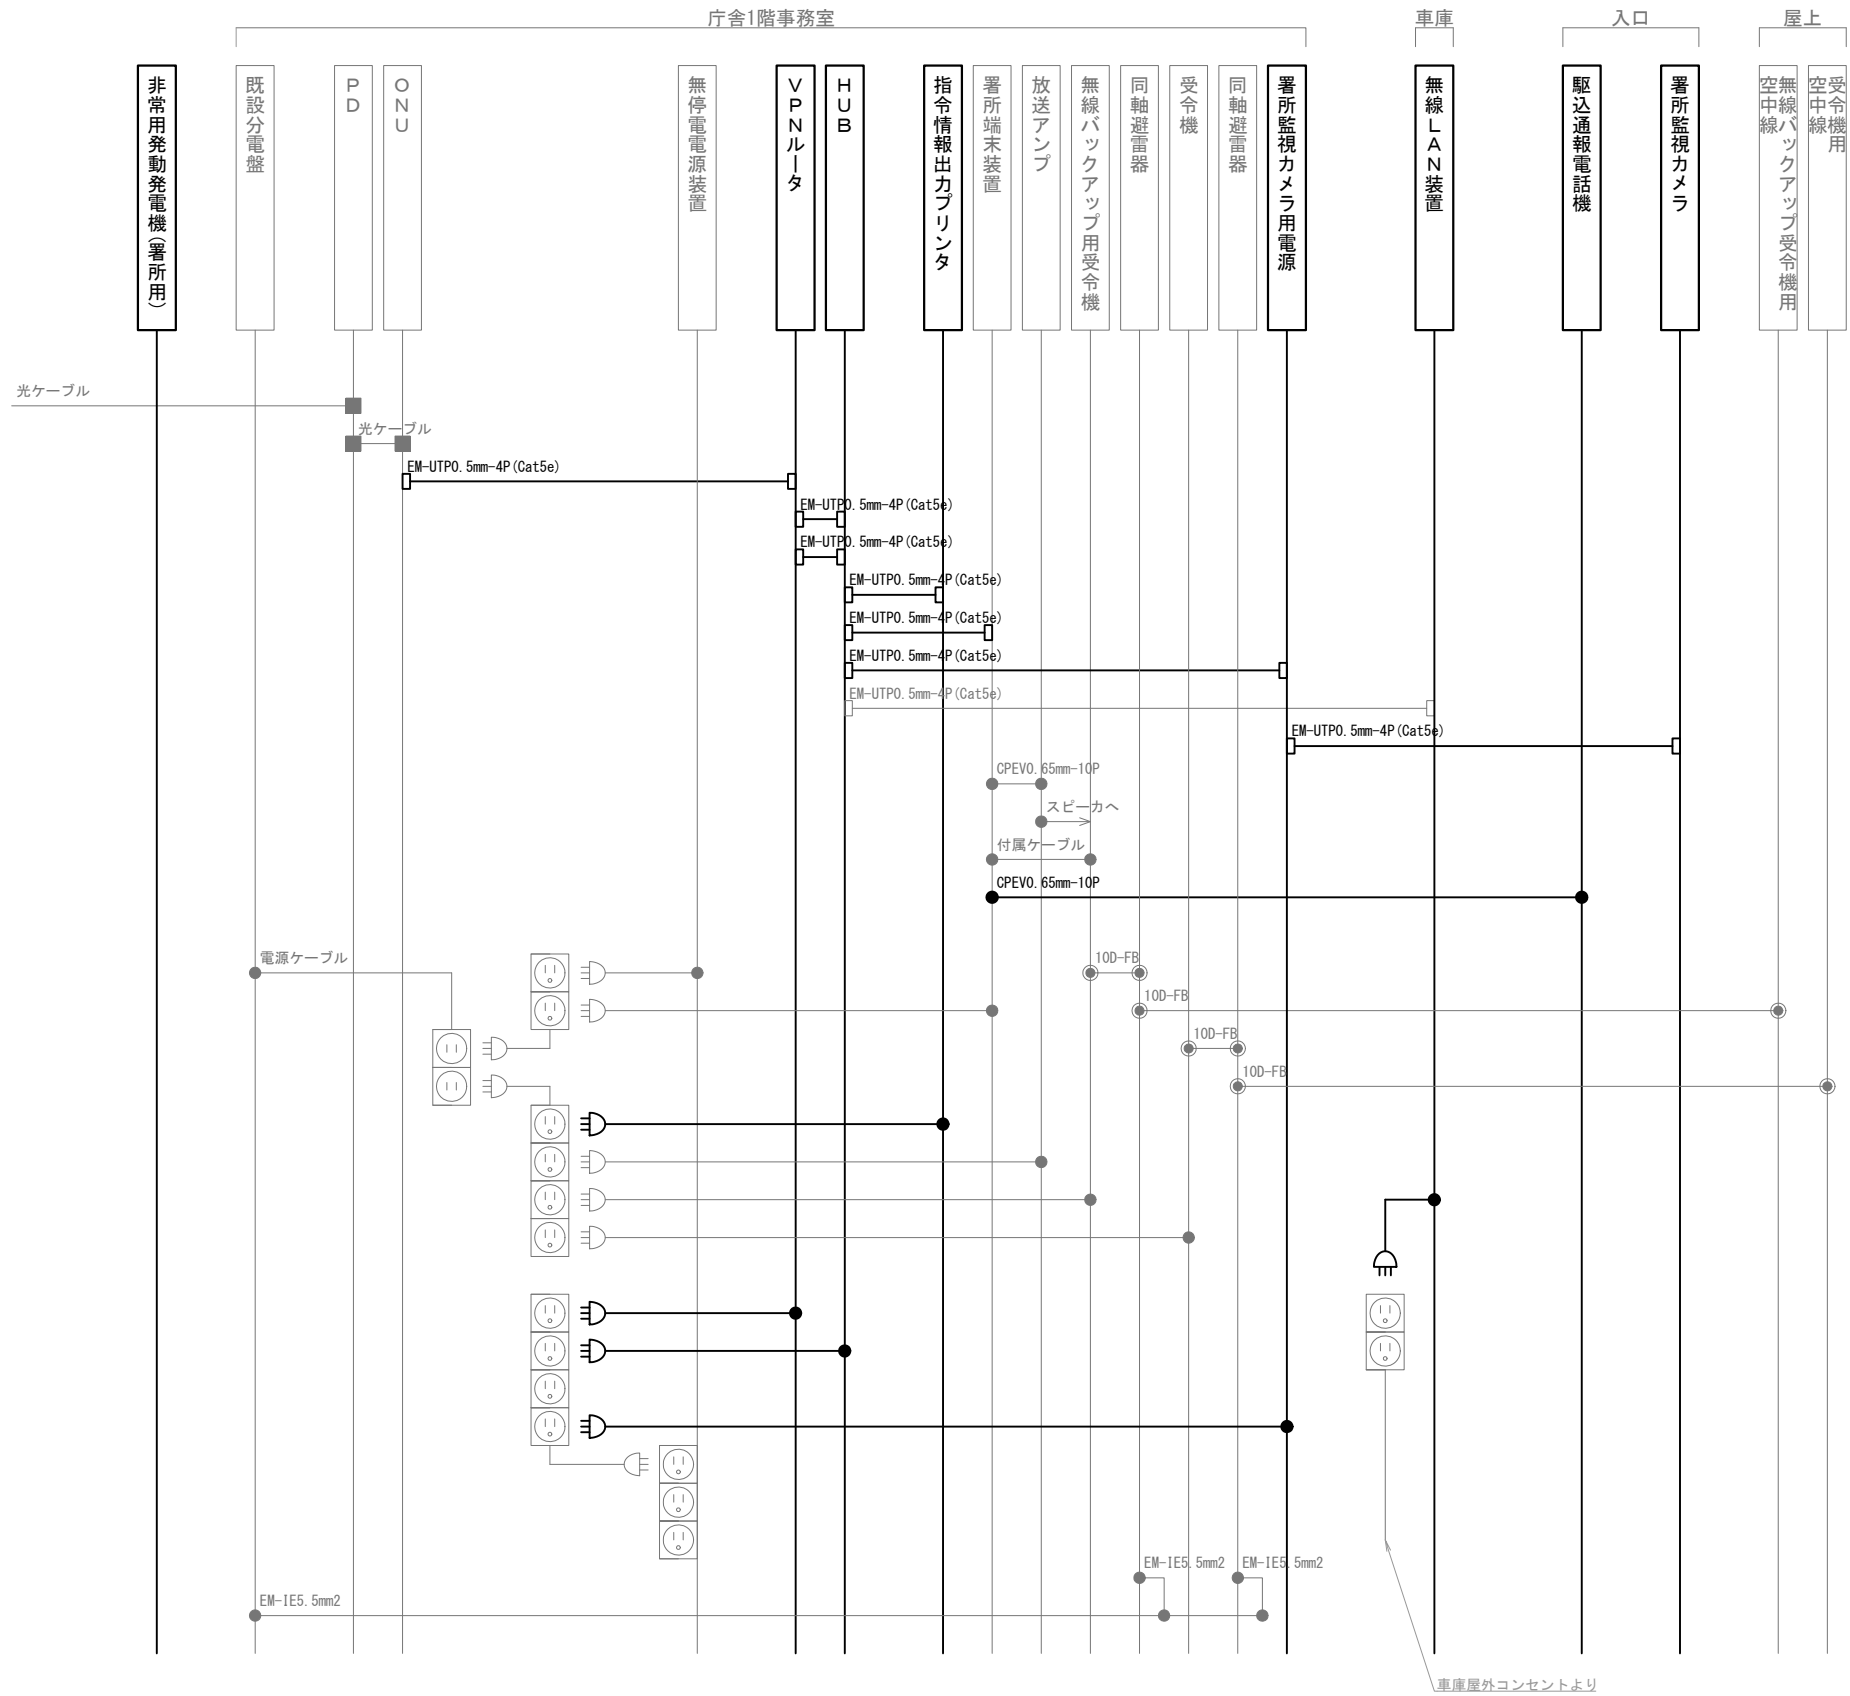 庁舎1階事務室
車庫
入口
屋上
非常用発動発電機(署所用)
既設分電盤
PD
ONU
無停電電源装置
VPNルータ
HUB
指令情報出力プリンタ
署所端末装置
放送アンプ
無線バックアップ用受令機
同軸避雷器
受令機
同軸避雷器
署所監視カメラ用電源
無線LAN装置
駆込通報電話機
署所監視カメラ
無線バックアップ受令機用
空中線
受令機用
空中線
光ケーブル
光ケーブル
EM-UTP0.5mm-4P(Cat5e)
EM-UTP0.5mm-4P(Cat5e)
EM-UTP0.5mm-4P(Cat5e)
EM-UTP0.5mm-4P(Cat5e)
EM-UTP0.5mm-4P(Cat5e)
EM-UTP0.5mm-4P(Cat5e)
EM-UTP0.5mm-4P(Cat5e)
EM-UTP0.5mm-4P(Cat5e)
CPEV0.65mm-10P
スピーカへ
付属ケーブル
CPEV0.65mm-10P
電源ケーブル
10D-FB
10D-FB
10D-FB
10D-FB
EM-IE5.5mm2
EM-IE5.5mm2
EM-IE5.5mm2
車庫屋外コンセントより